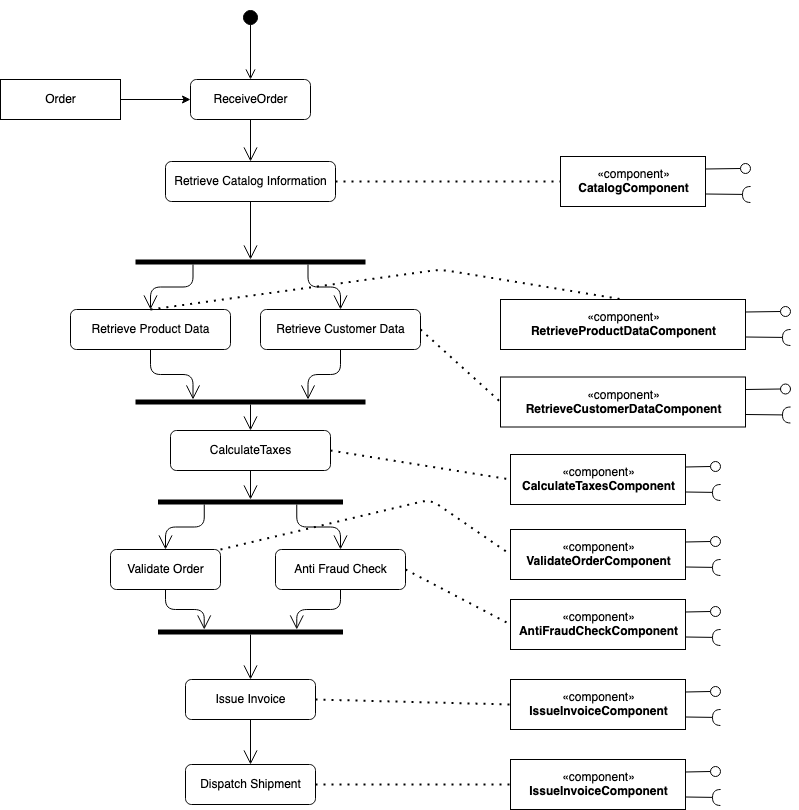 Order
ReceiveOrder
Retrieve Catalog Information
«component»
CatalogComponent
Retrieve Product Data
Retrieve Customer Data
«component»
RetrieveProductDataComponent
«component»
RetrieveCustomerDataComponent
CalculateTaxes
«component»
CalculateTaxesComponent
Validate Order
Anti Fraud Check
«component»
ValidateOrderComponent
«component»
AntiFraudCheckComponent
Issue Invoice
«component»
IssueInvoiceComponent
Dispatch Shipment
«component»
IssueInvoiceComponent